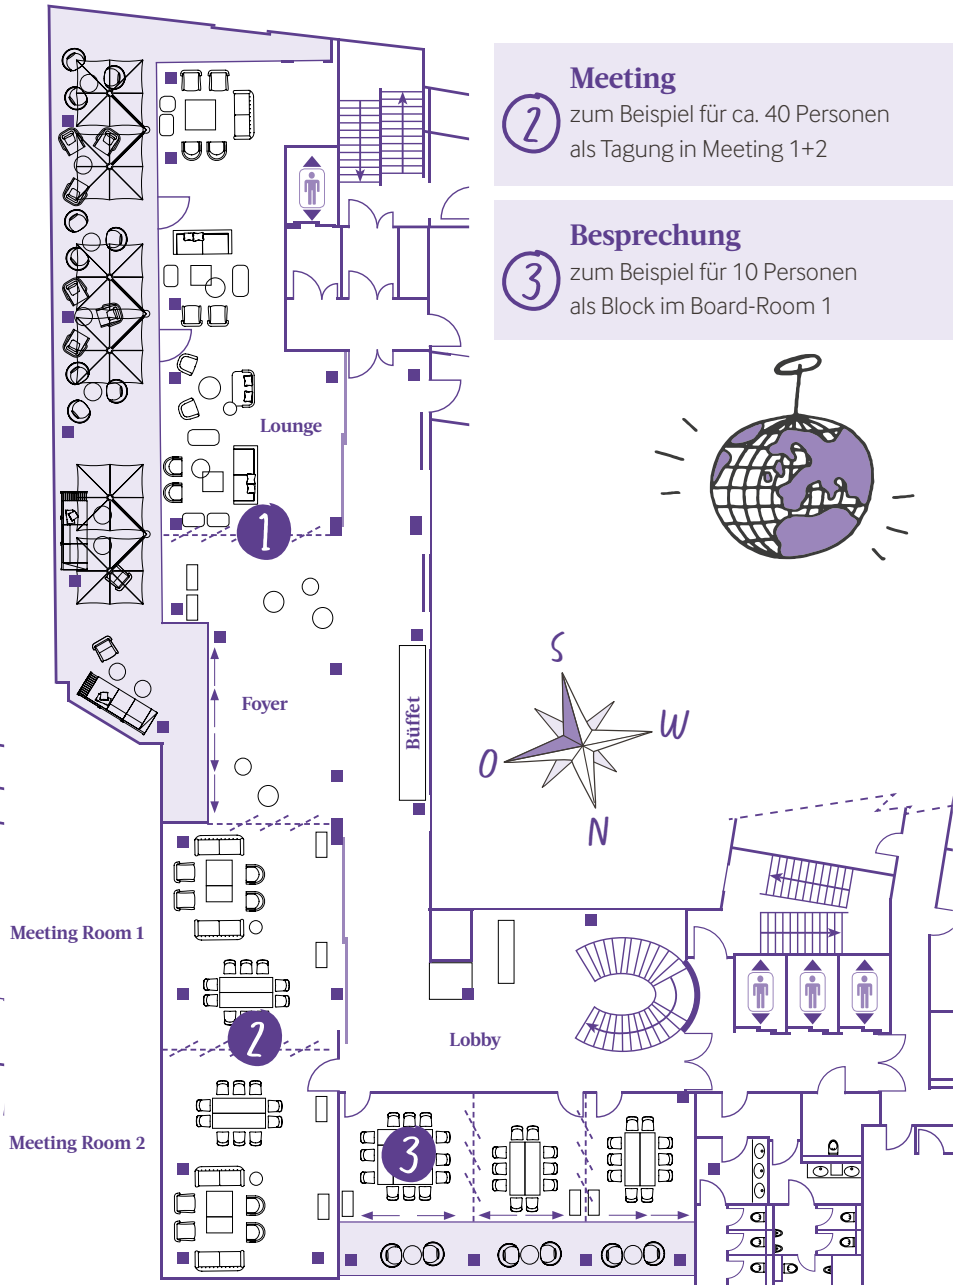 Meeting
2
zum Beispiel für ca. 40 Personen
als Tagung in Meeting 1+2
Besprechung
3
zum Beispiel für 10 Personen
als Block im Board-Room 1
Lounge
1
Foyer
Büffet
S
W
O
N
Meeting Room 1
2
Lobby
Meeting Room 2
3